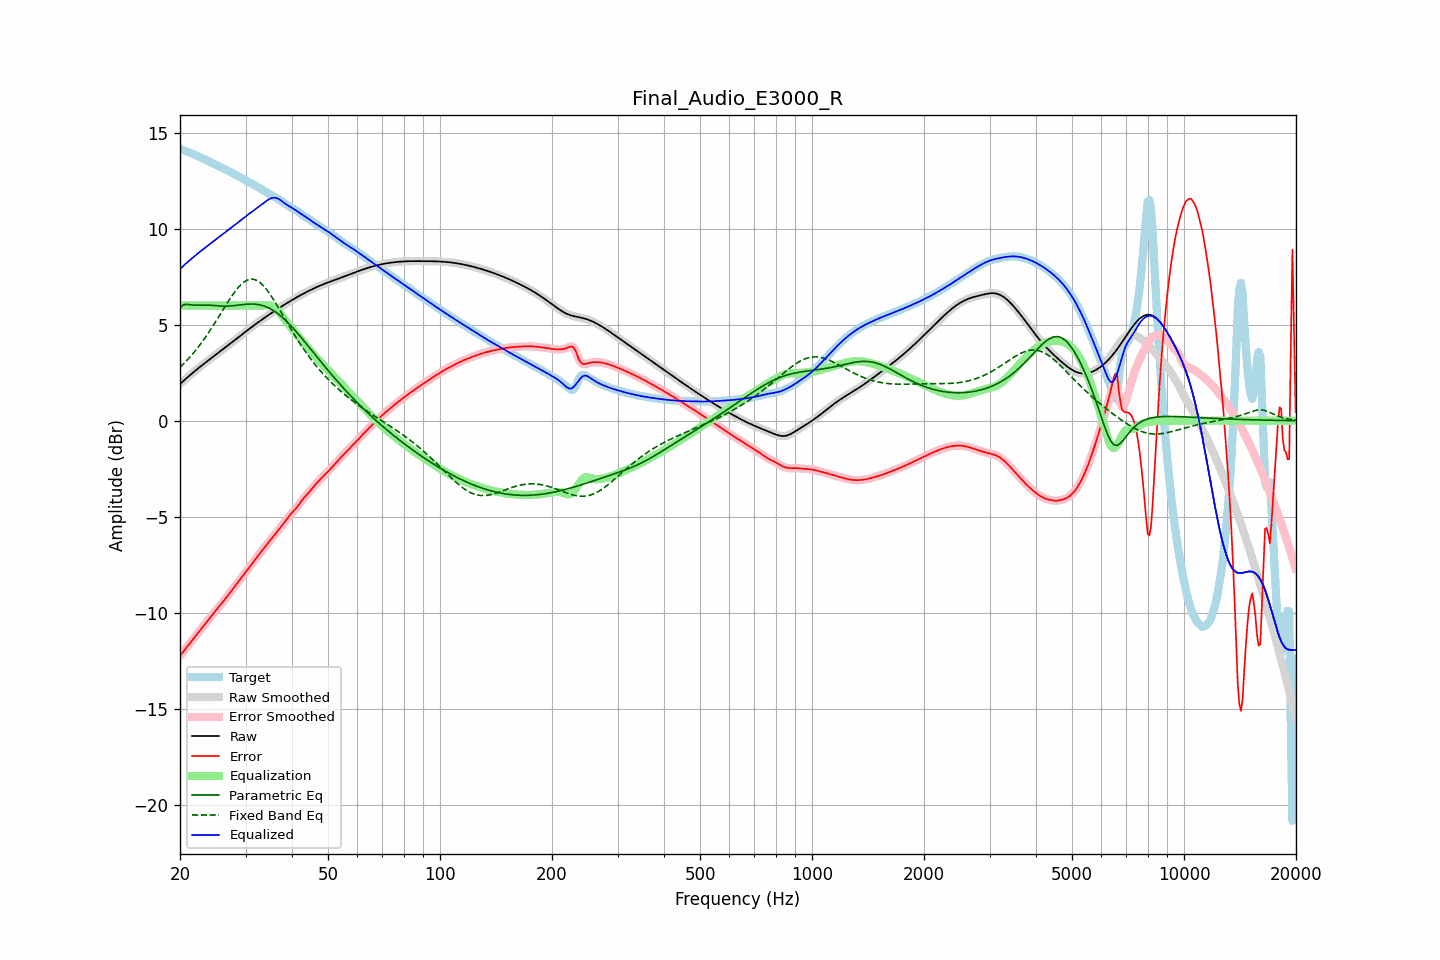 Final_Audio_E3000_R
Amplitude (dBr)
15
10
5
0
−5
−10
−15
−20
Target
Raw Smoothed
Error Smoothed
Raw
Error
Equalization
Parametric Eq
Fixed Band Eq
Equalized
20
50
100
200
500
1000
2000
5000
10000
20000
Frequency (Hz)